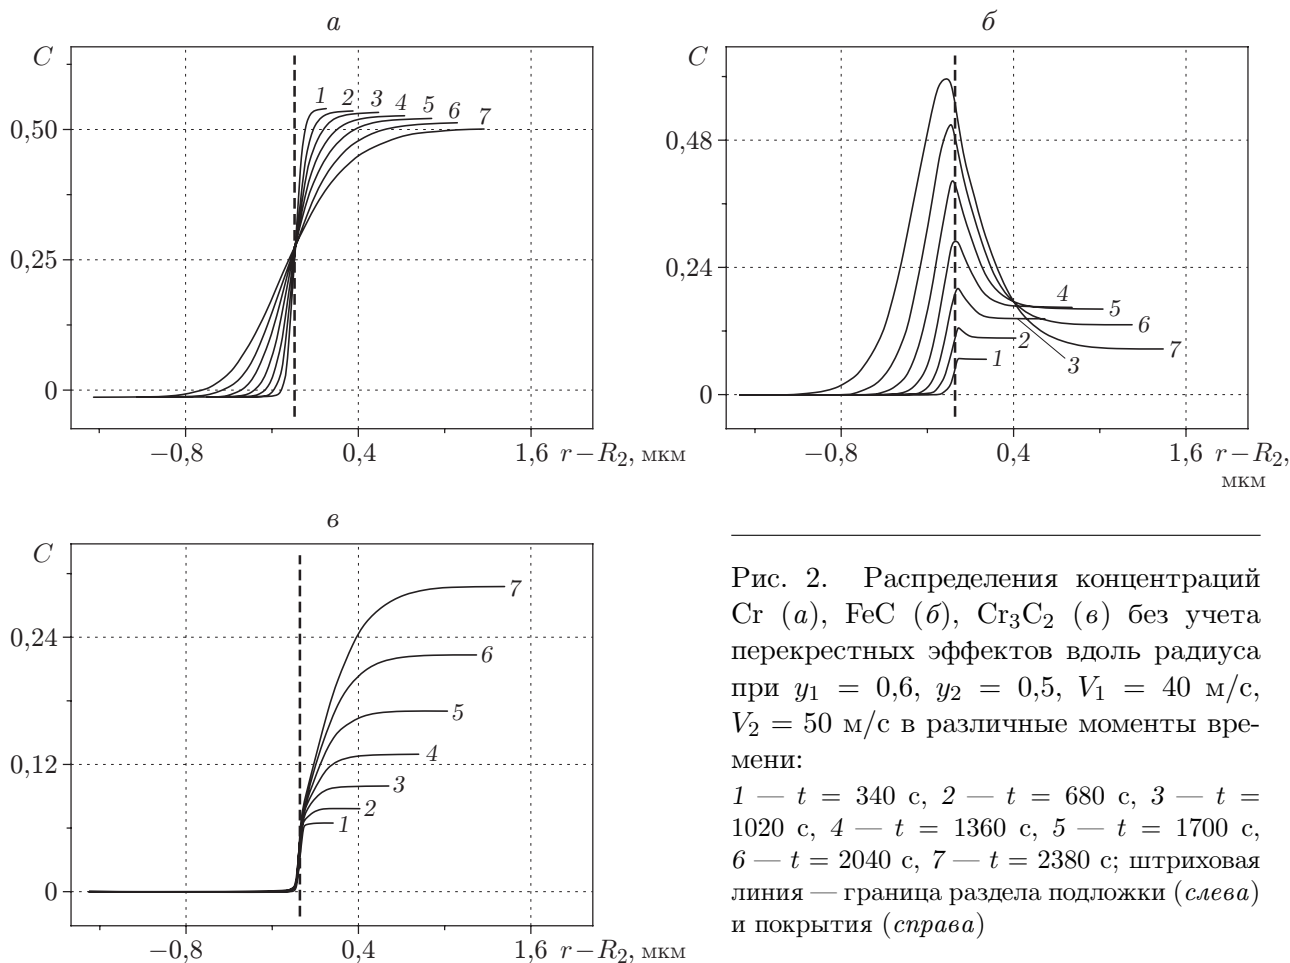 а
C
1 2 3 4 5 6 7
0,50
0,25
0
−0,8 0,4 1,6 r−R₂, мкм
б
C
0,48
0,24
0
4
5
6
7
3
2
1
−0,8 0,4 1,6 r−R₂,
мкм
в
C
7
6
5
4
3
2
1
0,24
0,12
0
−0,8 0,4 1,6 r−R₂, мкм
Рис. 2. Распределения концентраций
Cr (а), FeC (б), Cr₃C₂ (в) без учета
перекрестных эффектов вдоль радиуса
при y₁ = 0,6, y₂ = 0,5, V₁ = 40 м/с,
V₂ = 50 м/с в различные моменты вре-
мени:
1 — t = 340 с, 2 — t = 680 с, 3 — t =
1020 с, 4 — t = 1360 с, 5 — t = 1700 с,
6 — t = 2040 с, 7 — t = 2380 с; штриховая
линия — граница раздела подложки (слева)
и покрытия (справа)